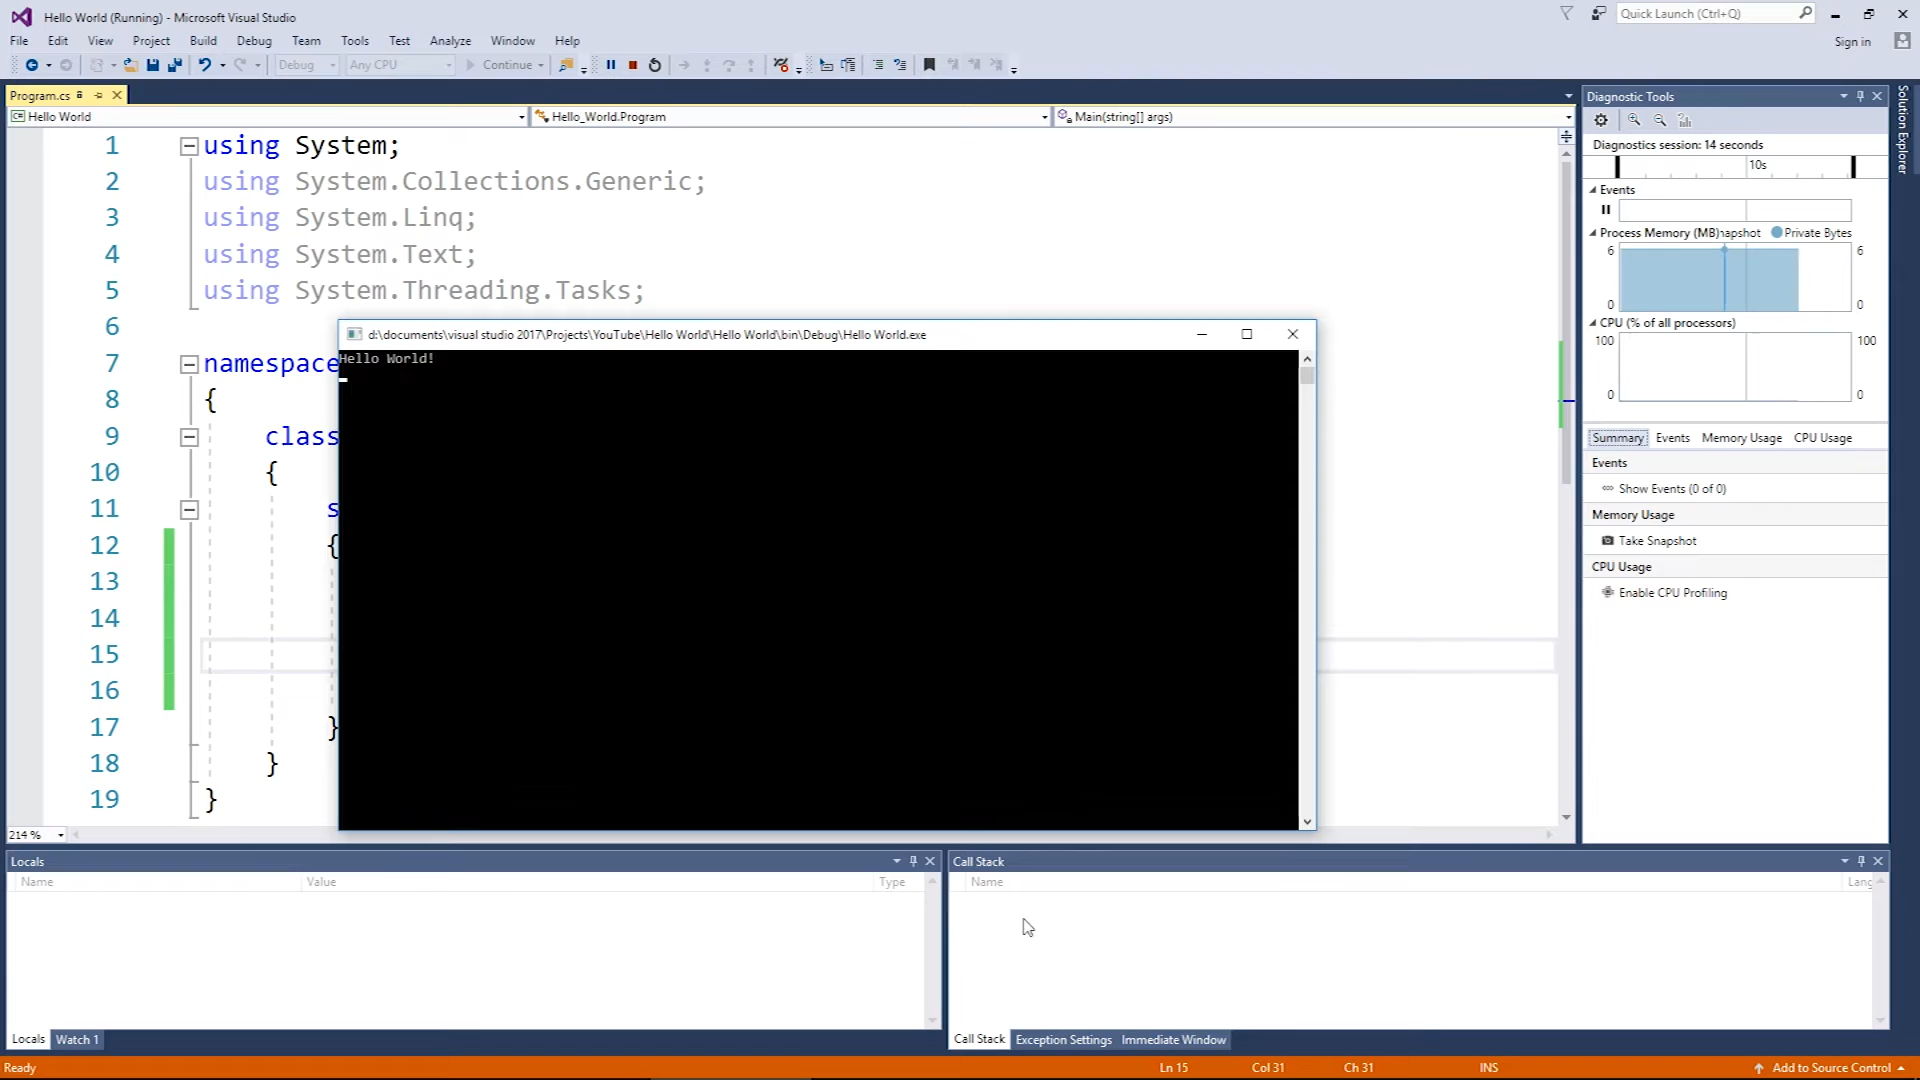 Hello World (Running) - Microsoft Visual Studio
Quick Launch (Ctrl+Q)
File Edit View Project Build Debug Team Tools Test Analyze Window Help
Sign in
Debug Any CPU Continue
Program.cs
Hello World
Hello_World.Program
Main(string[] args)
1 using System;
2 using System.Collections.Generic;
3 using System.Linq;
4 using System.Text;
5 using System.Threading.Tasks;
6
7 namespace
8 {
9 class
10 {
11 s
12 {
13
14
15
16
17 }
18 }
19 }
214 %
d:\documents\visual studio 2017\Projects\YouTube\Hello World\Hello World\bin\Debug\Hello World.exe
Hello World!
Diagnostic Tools
Diagnostics session: 14 seconds
10s
Events
Process Memory (MB) Private Bytes
6 6
0 0
CPU (% of all processors)
100 100
0 0
Summary Events Memory Usage CPU Usage
Events
Show Events (0 of 0)
Memory Usage
Take Snapshot
CPU Usage
Enable CPU Profiling
Solution Explorer
Locals
Name Value Type
Locals Watch 1
Call Stack
Name Lang
Call Stack Exception Settings Immediate Window
Ready Ln 15 Col 31 Ch 31 INS Add to Source Control